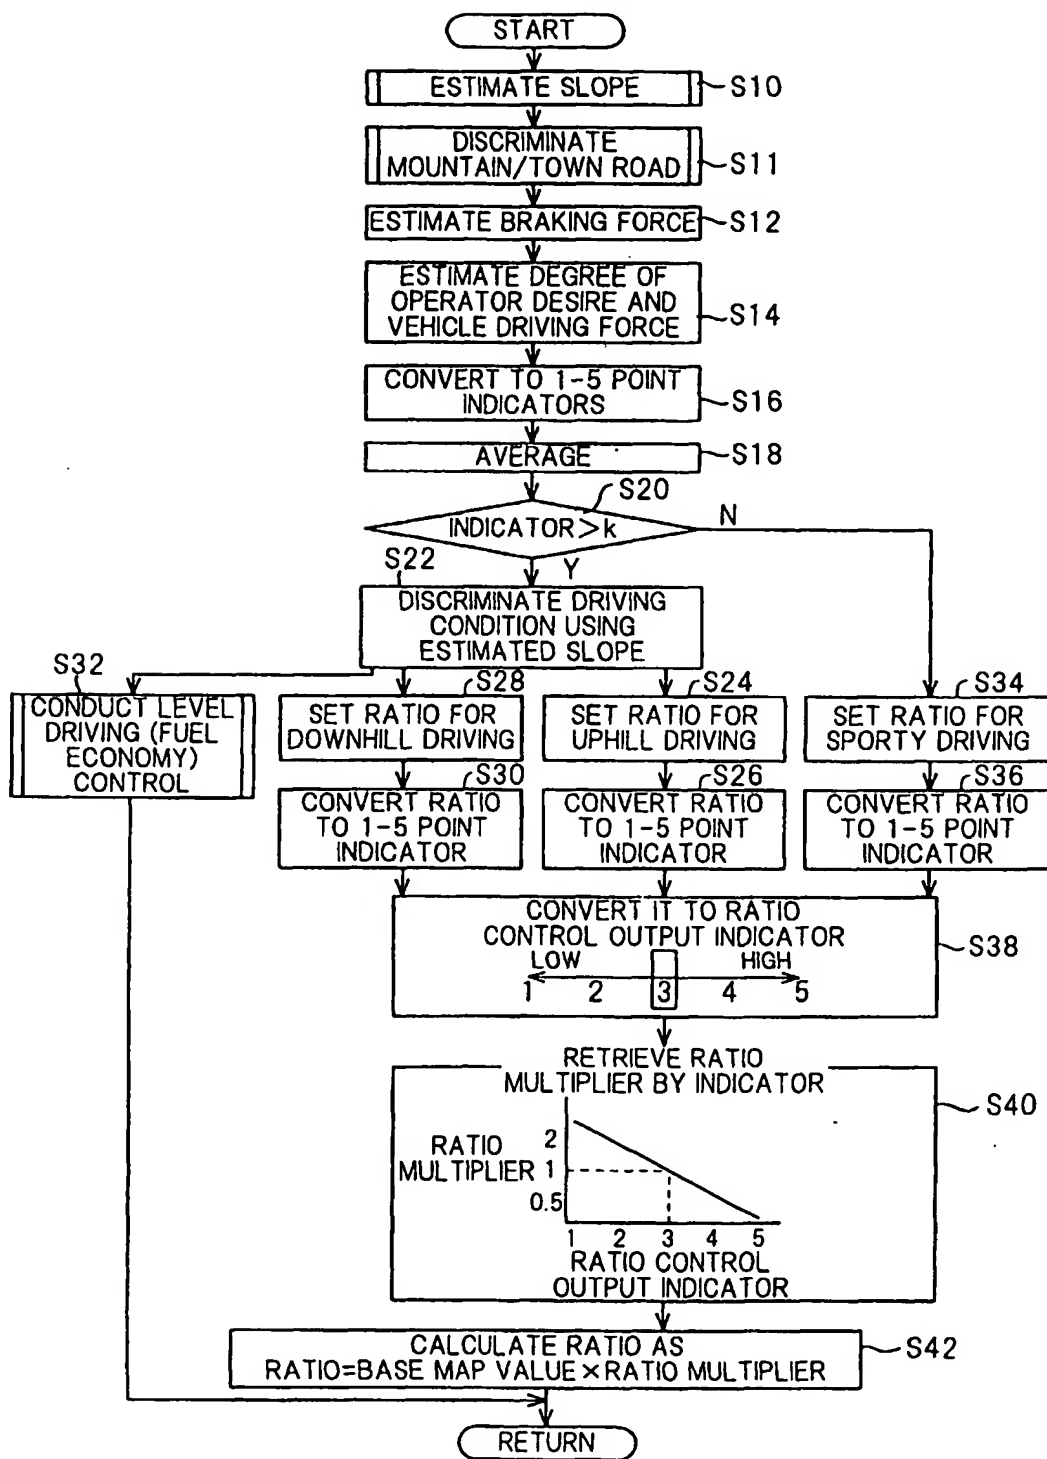 START
ESTIMATE SLOPE
S10
DISCRIMINATE
MOUNTAIN/TOWN ROAD
S11
ESTIMATE BRAKING FORCE
S12
ESTIMATE DEGREE OF
OPERATOR DESIRE AND
VEHICLE DRIVING FORCE
S14
CONVERT TO 1-5 POINT
INDICATORS
S16
AVERAGE
S18
S20
INDICATOR>k
N
Y
S22
DISCRIMINATE DRIVING
CONDITION USING
ESTIMATED SLOPE
S32
CONDUCT LEVEL
DRIVING (FUEL
ECONOMY)
CONTROL
S28
SET RATIO FOR
DOWNHILL DRIVING
S24
SET RATIO FOR
UPHILL DRIVING
S34
SET RATIO FOR
SPORTY DRIVING
S30
CONVERT RATIO
TO 1-5 POINT
INDICATOR
S26
CONVERT RATIO
TO 1-5 POINT
INDICATOR
S36
CONVERT RATIO
TO 1-5 POINT
INDICATOR
CONVERT IT TO RATIO
CONTROL OUTPUT INDICATOR
LOW HIGH
1 2 3 4 5
S38
RETRIEVE RATIO
MULTIPLIER BY INDICATOR
S40
RATIO
MULTIPLIER
2
1
0.5
1 2 3 4 5
RATIO CONTROL
OUTPUT INDICATOR
CALCULATE RATIO AS
RATIO=BASE MAP VALUE×RATIO MULTIPLIER
S42
RETURN